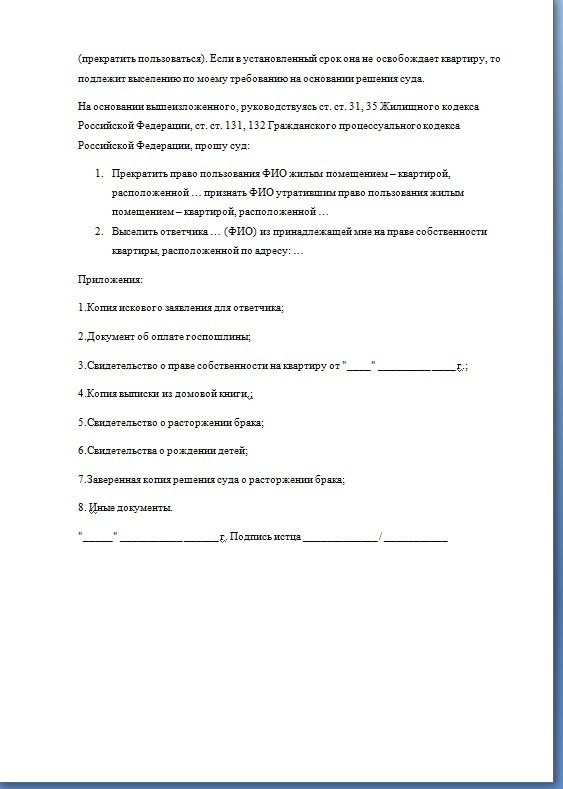 (прекратить пользоваться). Если в установленный срок она не освобождает квартиру, то
подлежит выселению по моему требованию на основании решения суда.
На основании вышеизложенного, руководствуясь ст. ст. 31, 35 Жилищного кодекса
Российской Федерации, ст. ст. 131, 132 Гражданского процессуального кодекса
Российской Федерации, прошу суд:
1. Прекратить право пользования ФИО жилым помещением – квартирой,
расположенной … признать ФИО утратившим право пользования жилым
помещением – квартирой, расположенной …
2. Выселить ответчика … (ФИО) из принадлежащей мне на праве собственности
квартиры, расположенной по адресу: …
Приложения:
1.Копия искового заявления для ответчика;
2.Документ об оплате госпошлины;
3.Свидетельство о праве собственности на квартиру от "____" _____________ г.;
4.Копия выписки из домовой книги.;
5.Свидетельство о расторжении брака;
6.Свидетельства о рождении детей;
7.Заверенная копия решения суда о расторжении брака;
8. Иные документы.
"_____" _________________ г. Подпись истца _____________ / ___________